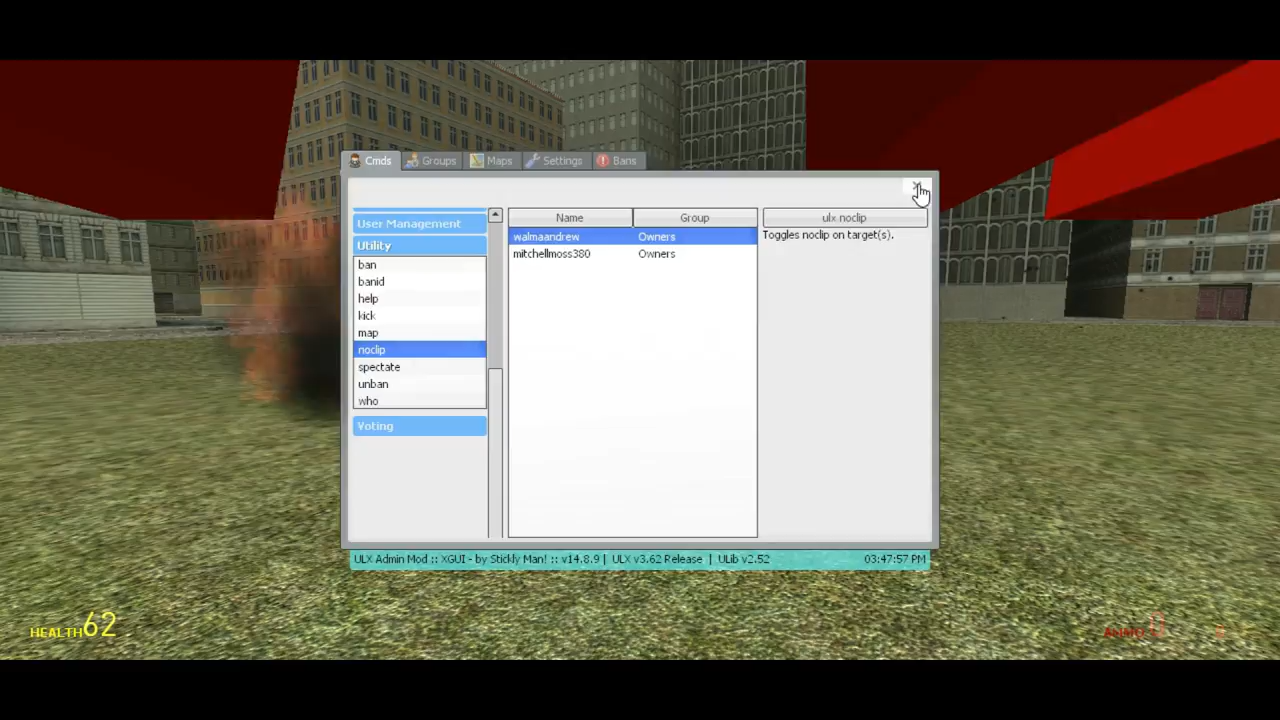 Cmds Groups Maps Settings Bans
User Management
Utility
ban
banid
help
kick
map
noclip
spectate
unban
who
Voting
Name Group
walmaandrew Owners
mitchellmoss380 Owners
ulx noclip
Toggles noclip on target(s).
ULX Admin Mod :: XGUI - by Stickly Man! :: v14.8.9 | ULX v3.62 Release | ULib v2.52 03:47:57 PM
HEALTH 62
AMMO 0